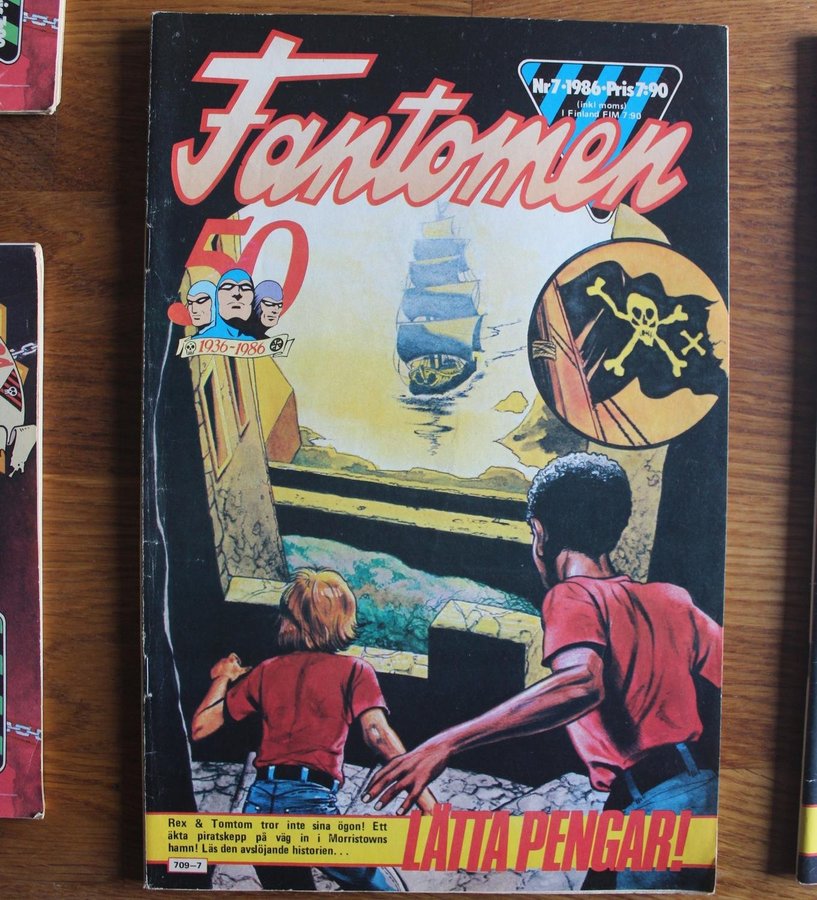 Fantomen
Nr 7•1986•Pris 7:90
(inkl moms)
I Finland FIM 7:90
50
1936-1986
Rex & Tomtom tror inte sina ögon! Ett
äkta piratskepp på väg in i Morristowns
hamn! Läs den avslöjande historien...
LÄTTA PENGAR!
709-7